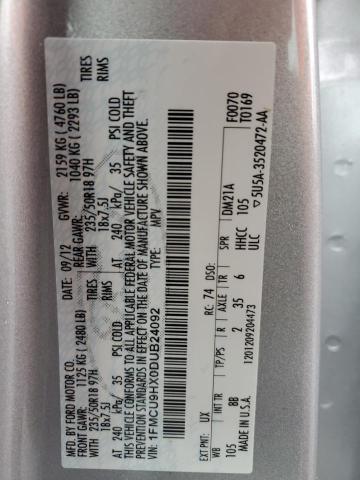 MFD. BY FORD MOTOR CO.
DATE: 09/12 GVWR: 2159 KG ( 4760 LB)
FRONT GAWR: 1125 KG ( 2480 LB) REAR GAWR: 1040 KG ( 2293 LB)
WITH 235/50R18 97H TIRES WITH 235/50R18 97H TIRES
18x7.5J RIMS 18x7.5J RIMS
AT 240 kPa/ 35 PSI COLD AT 240 kPa/ 35 PSI COLD
THIS VEHICLE CONFORMS TO ALL APPLICABLE FEDERAL MOTOR VEHICLE SAFETY AND THEFT
PREVENTION STANDARDS IN EFFECT ON THE DATE OF MANUFACTURE SHOWN ABOVE.
VIN: 1FMCU9HX0DUB24092
TYPE: MPV
F0070
T0169
EXT PNT: UX RC: 74 DSO:
WB INT TR TP/PS R AXLE TR SPR DM21A
105 8B 2 35 6 HHCC
105 ULC
1201209204473
MADE IN U.S.A. 5U5A-3520472-AA